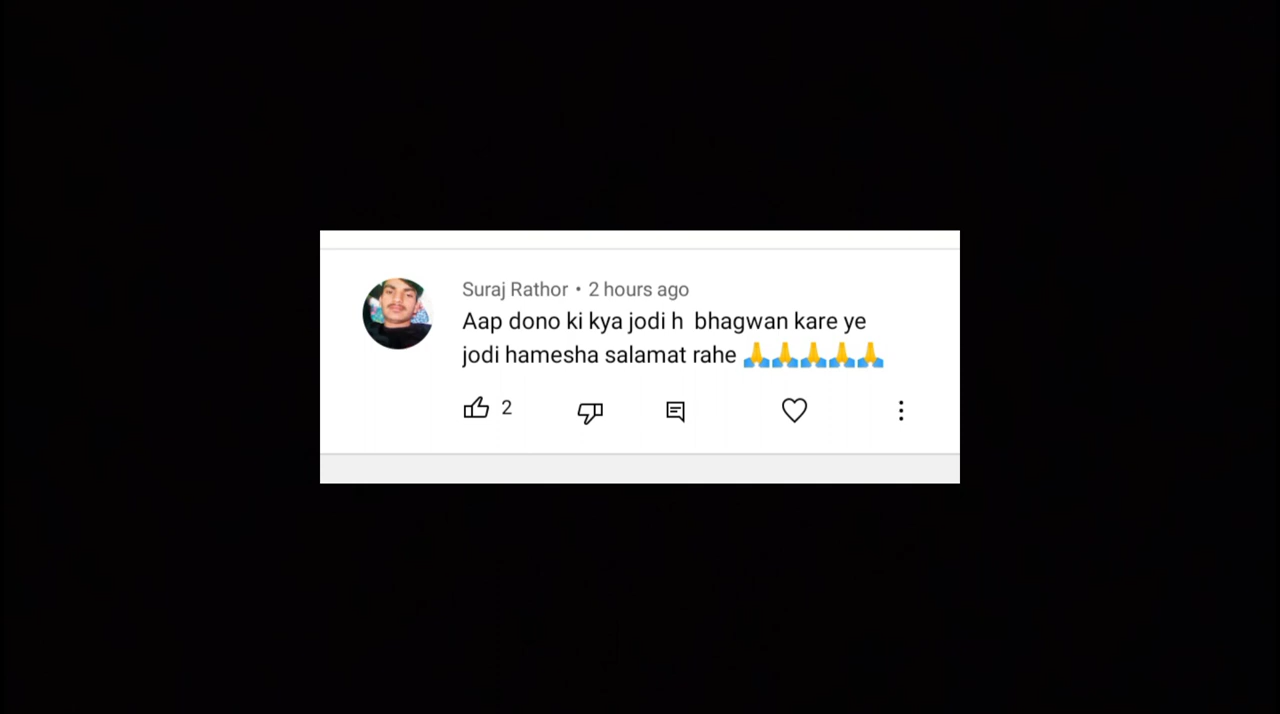 Suraj Rathor • 2 hours ago
Aap dono ki kya jodi h  bhagwan kare ye
jodi hamesha salamat rahe 🙏🙏🙏🙏🙏
2